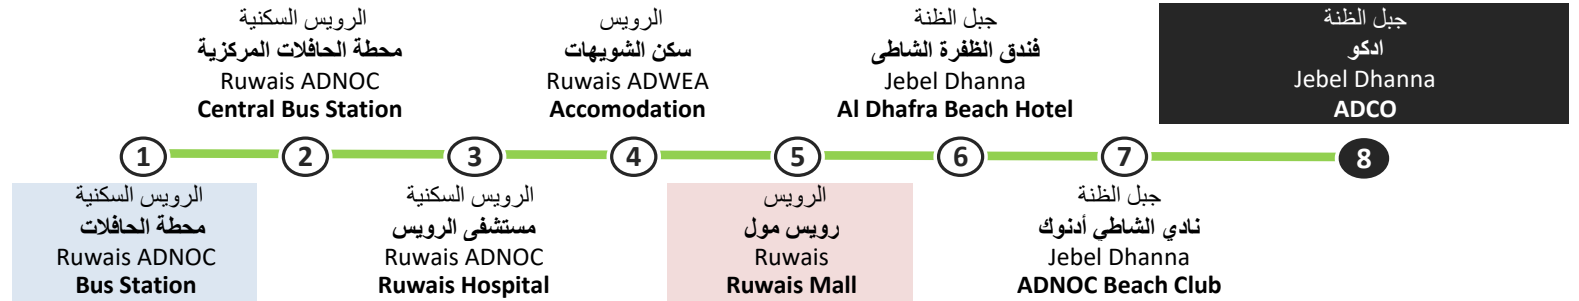 الرويس السكنية
محطة الحافلات المركزية
Ruwais ADNOC
Central Bus Station
الرويس
سكن الشويهات
Ruwais ADWEA
Accomodation
جبل الظنة
فندق الظفرة الشاطى
Jebel Dhanna
Al Dhafra Beach Hotel
جبل الظنة
ادكو
Jebel Dhanna
ADCO
1 2 3 4 5 6 7 8
الرويس السكنية
محطة الحافلات
Ruwais ADNOC
Bus Station
الرويس السكنية
مستشفى الرويس
Ruwais ADNOC
Ruwais Hospital
الرويس
رويس مول
Ruwais
Ruwais Mall
جبل الظنة
نادي الشاطي أدنوك
Jebel Dhanna
ADNOC Beach Club